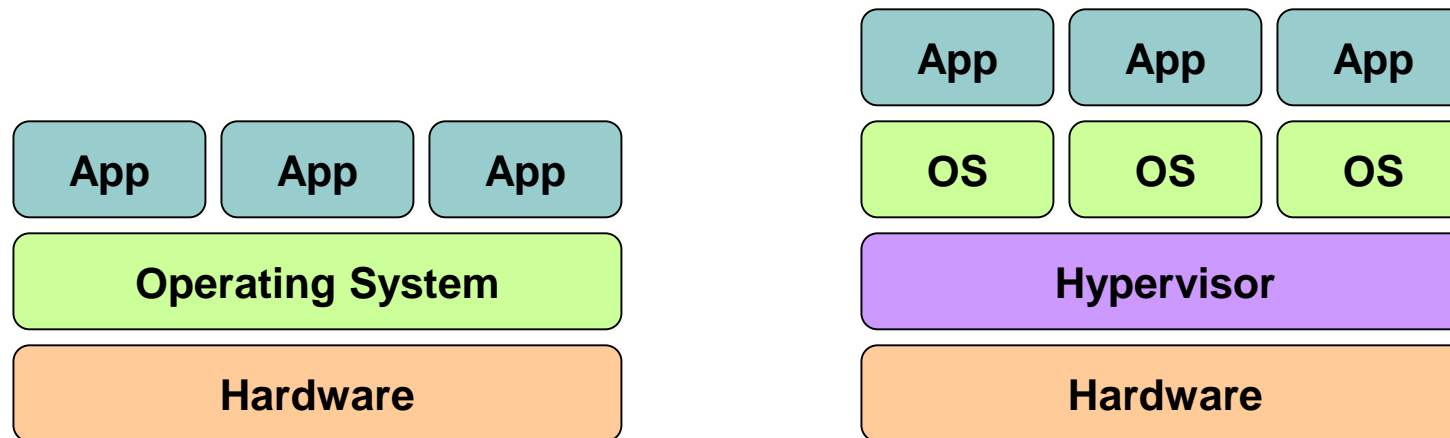 App App App
Operating System
Hardware
App App App
OS OS OS
Hypervisor
Hardware